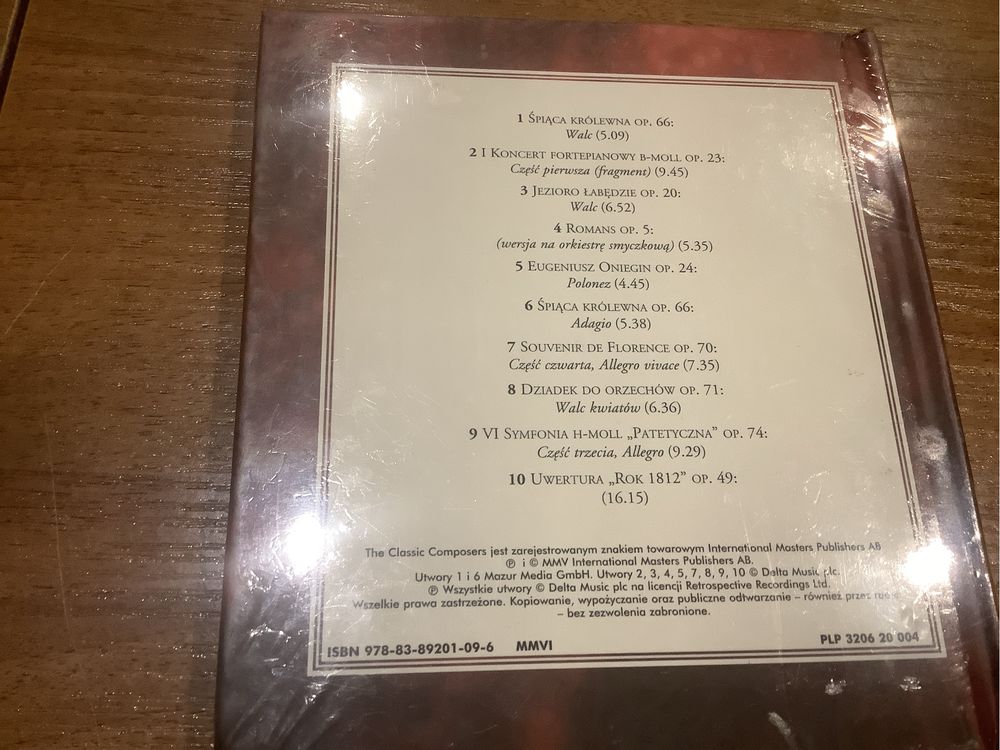 1 Śpiąca królewna op. 66:
Walc (5.09)
2 I Koncert fortepianowy b-moll op. 23:
Część pierwsza (fragment) (9.45)
3 Jezioro łabędzie op. 20:
Walc (6.52)
4 Romans op. 5:
(wersja na orkiestrę smyczkową) (5.35)
5 Eugeniusz Oniegin op. 24:
Polonez (4.45)
6 Śpiąca królewna op. 66:
Adagio (5.38)
7 Souvenir de Florence op. 70:
Część czwarta, Allegro vivace (7.35)
8 Dziadek do orzechów op. 71:
Walc kwiatów (6.36)
9 VI Symfonia h-moll „Patetyczna” op. 74:
Część trzecia, Allegro (9.29)
10 Uwertura „Rok 1812” op. 49:
(16.15)
The Classic Composers jest zarejestrowanym znakiem towarowym International Masters Publishers AB
℗ i © MMV International Masters Publishers AB.
Utwory 1 i 6 Mazur Media GmbH. Utwory 2, 3, 4, 5, 7, 8, 9, 10 © Delta Music plc.
℗ Wszystkie utwory © Delta Music plc na licencji Retrospective Recordings Ltd.
Wszelkie prawa zastrzeżone. Kopiowanie, wypożyczanie oraz publiczne odtwarzanie – również przez
– bez zezwolenia zabronione.
ISBN 978-83-89201-09-6 MMVI
PLP 3206 20 004